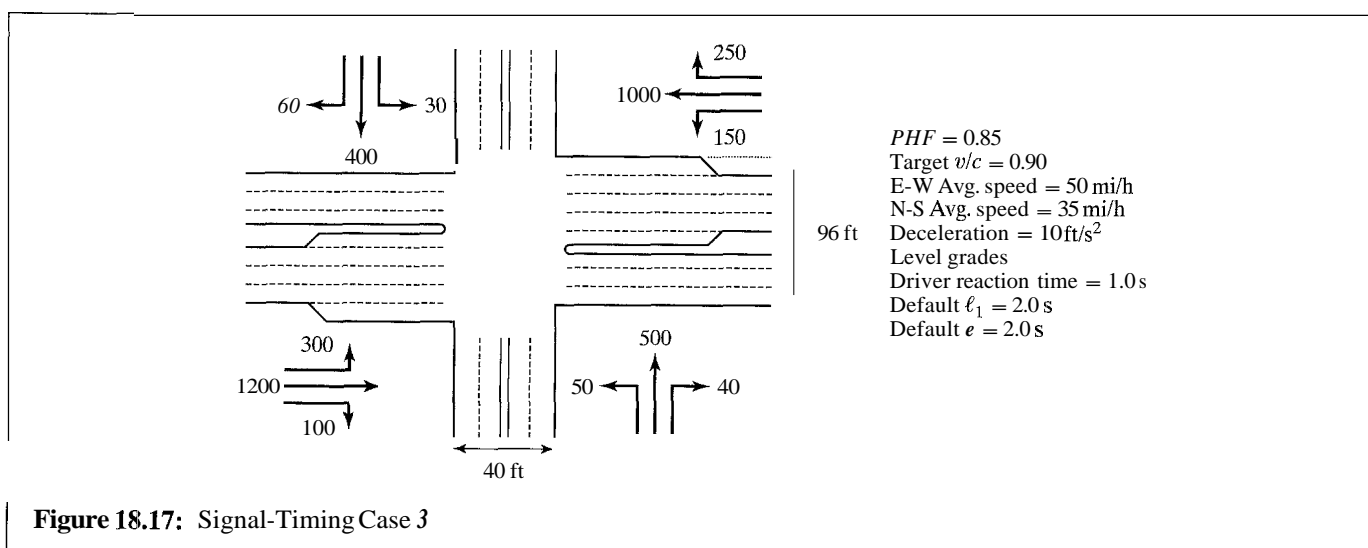 250
1000
150
60
30
400
PHF = 0.85
Target v/c = 0.90
E-W Avg. speed = 50 mi/h
N-S Avg. speed = 35 mi/h
Deceleration = 10ft/s²
Level grades
Driver reaction time = 1.0 s
Default ℓ₁ = 2.0 s
Default e = 2.0 s
96 ft
300
1200
100
500
50
40
40 ft
Figure 18.17: Signal-Timing Case 3